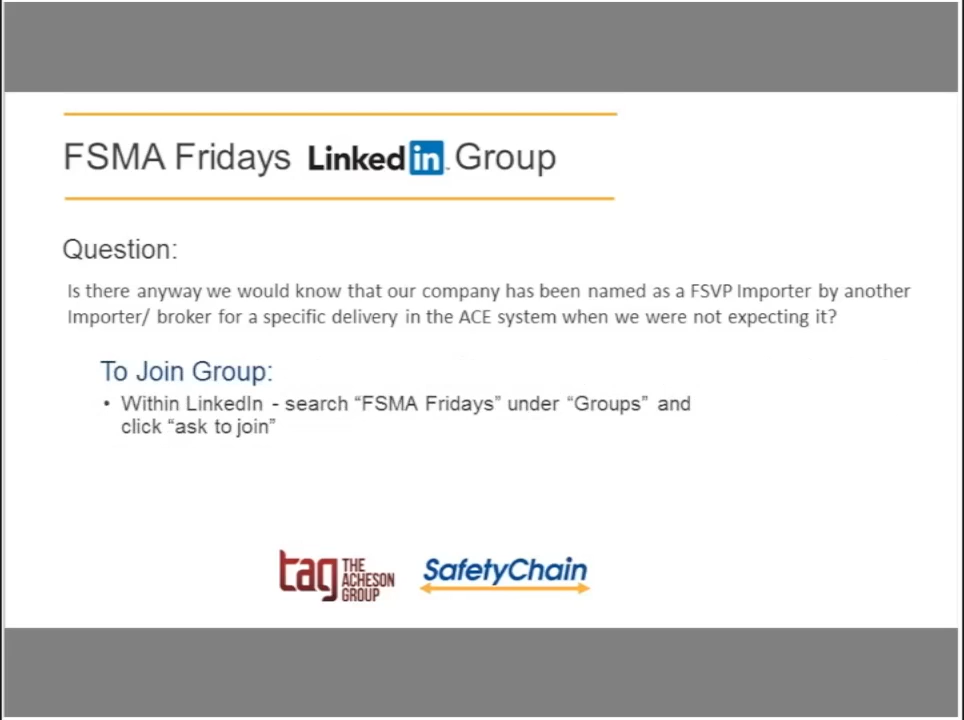 FSMA Fridays LinkedIn Group
Question:
Is there anyway we would know that our company has been named as a FSVP Importer by another
Importer/ broker for a specific delivery in the ACE system when we were not expecting it?
To Join Group:
• Within LinkedIn - search “FSMA Fridays” under “Groups” and
click “ask to join”
tag THE
ACHESON
GROUP
SafetyChain